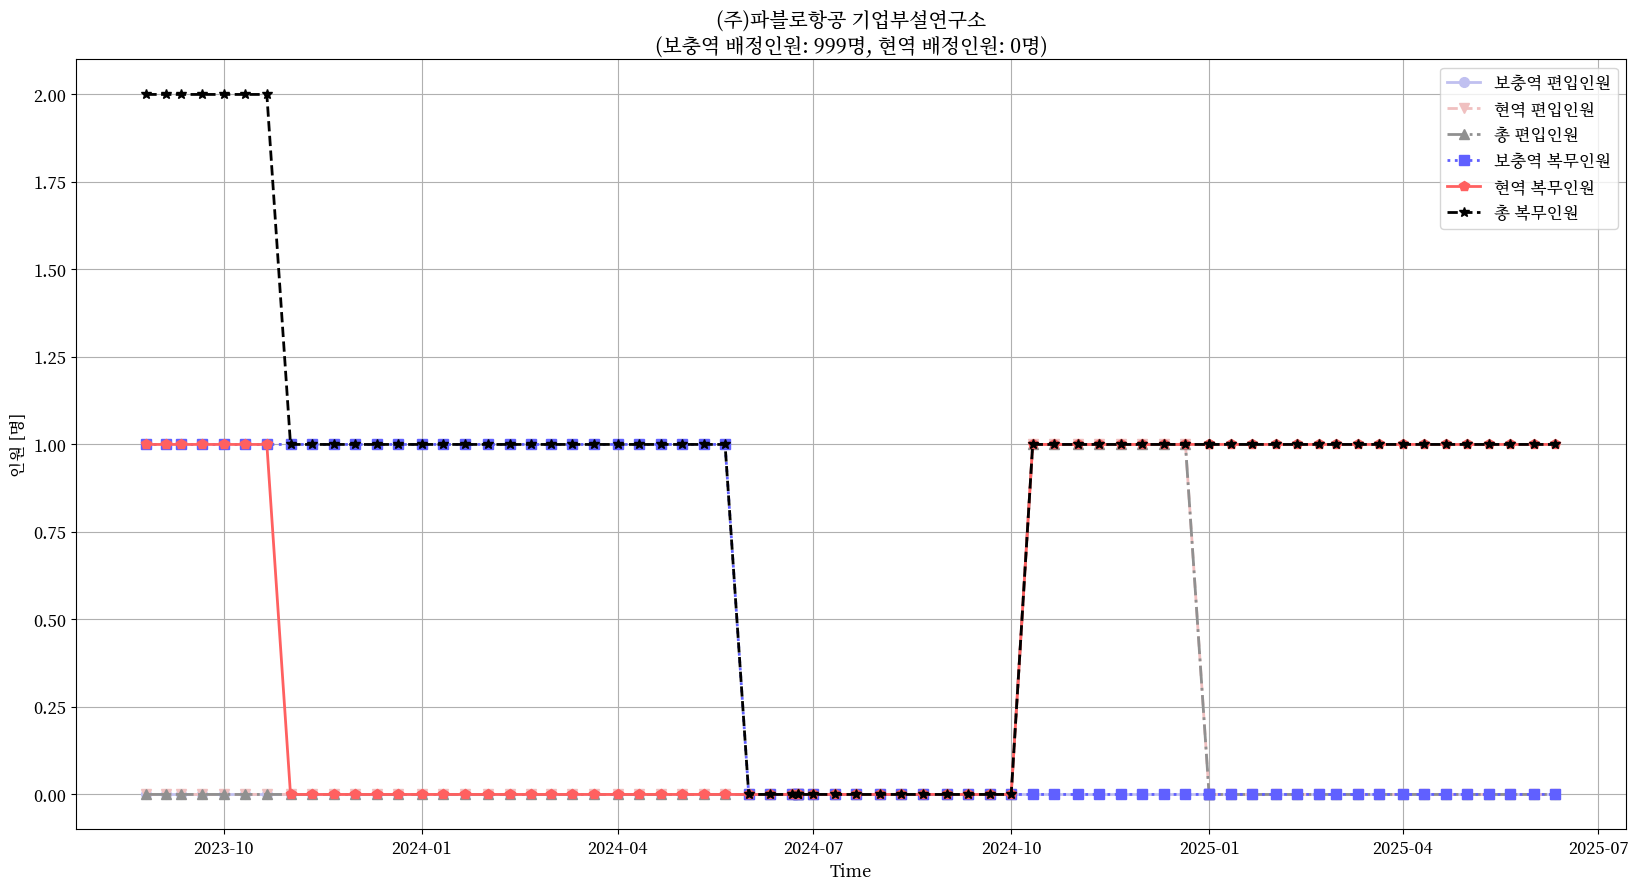 (주)파블로항공 기업부설연구소
(보충역 배정인원: 999명, 현역 배정인원: 0명)
보충역 편입인원
현역 편입인원
총 편입인원
보충역 복무인원
현역 복무인원
총 복무인원
인원 [명]
2.00
1.75
1.50
1.25
1.00
0.75
0.50
0.25
0.00
2023-10
2024-01
2024-04
2024-07
2024-10
2025-01
2025-04
2025-07
Time